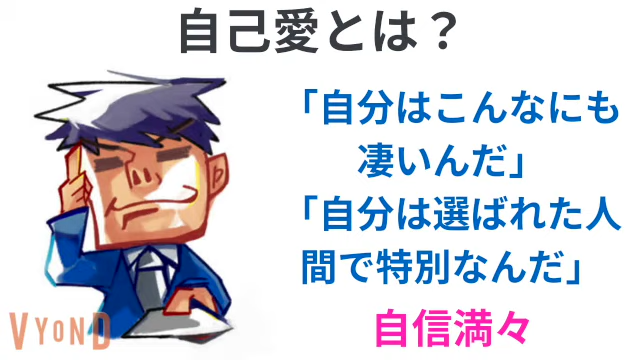 自己愛とは？
「自分はこんなにも
凄いんだ」
「自分は選ばれた人
間で特別なんだ」
自信満々
VYOND